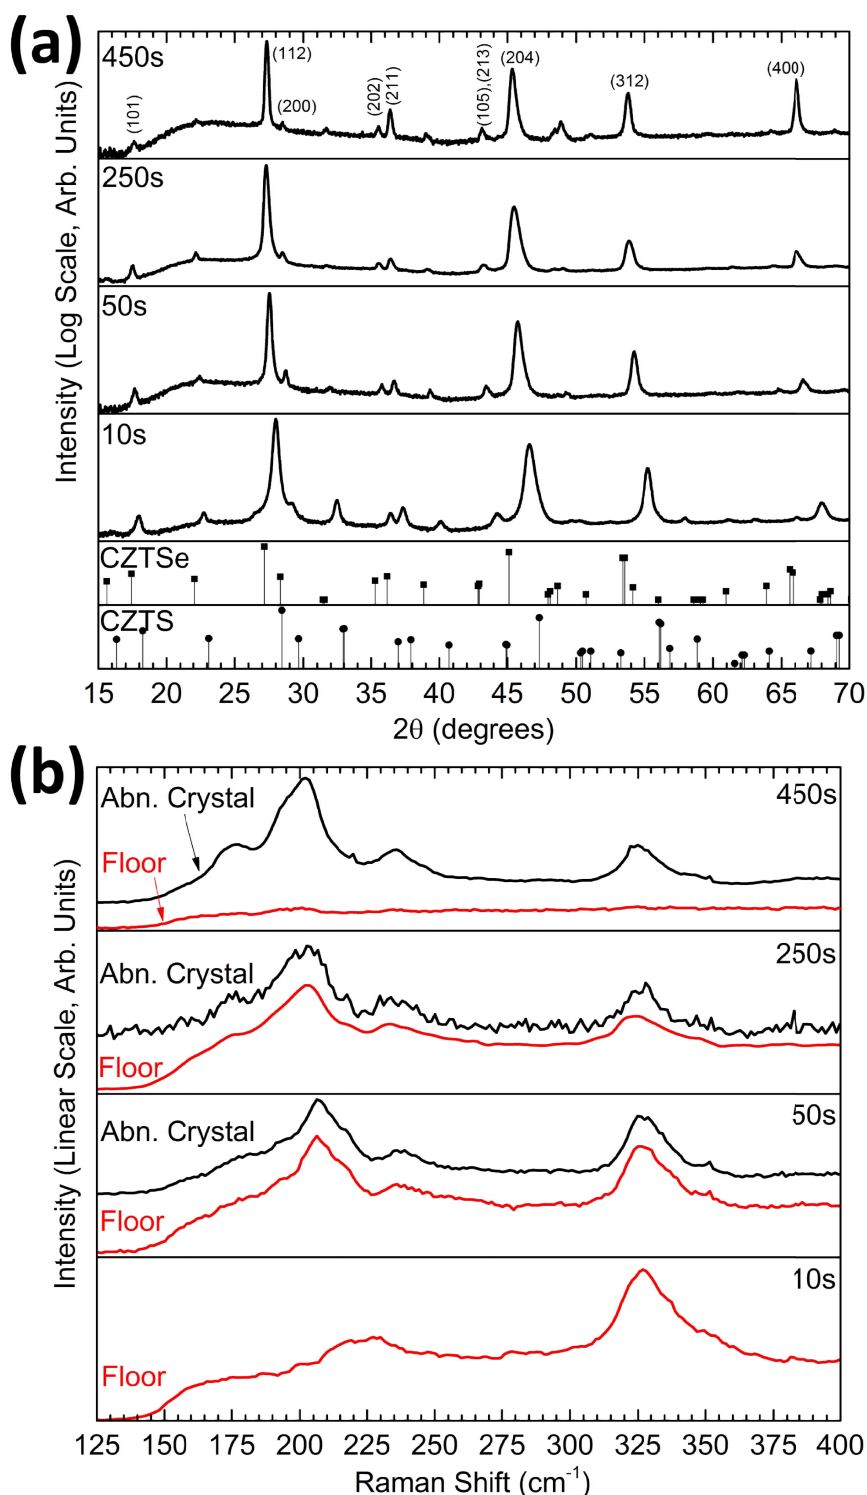 (a)
Intensity (Log Scale, Arb. Units)
450s
(101)
(112)
(200)
(202)
(211)
(105),(213)
(204)
(312)
(400)
250s
50s
10s
CZTSe
CZTS
15 20 25 30 35 40 45 50 55 60 65 70
2θ (degrees)
(b)
Intensity (Linear Scale, Arb. Units)
Abn. Crystal
450s
Floor
Abn. Crystal
250s
Floor
Abn. Crystal
50s
Floor
10s
Floor
125 150 175 200 225 250 275 300 325 350 375 400
Raman Shift (cm⁻¹)